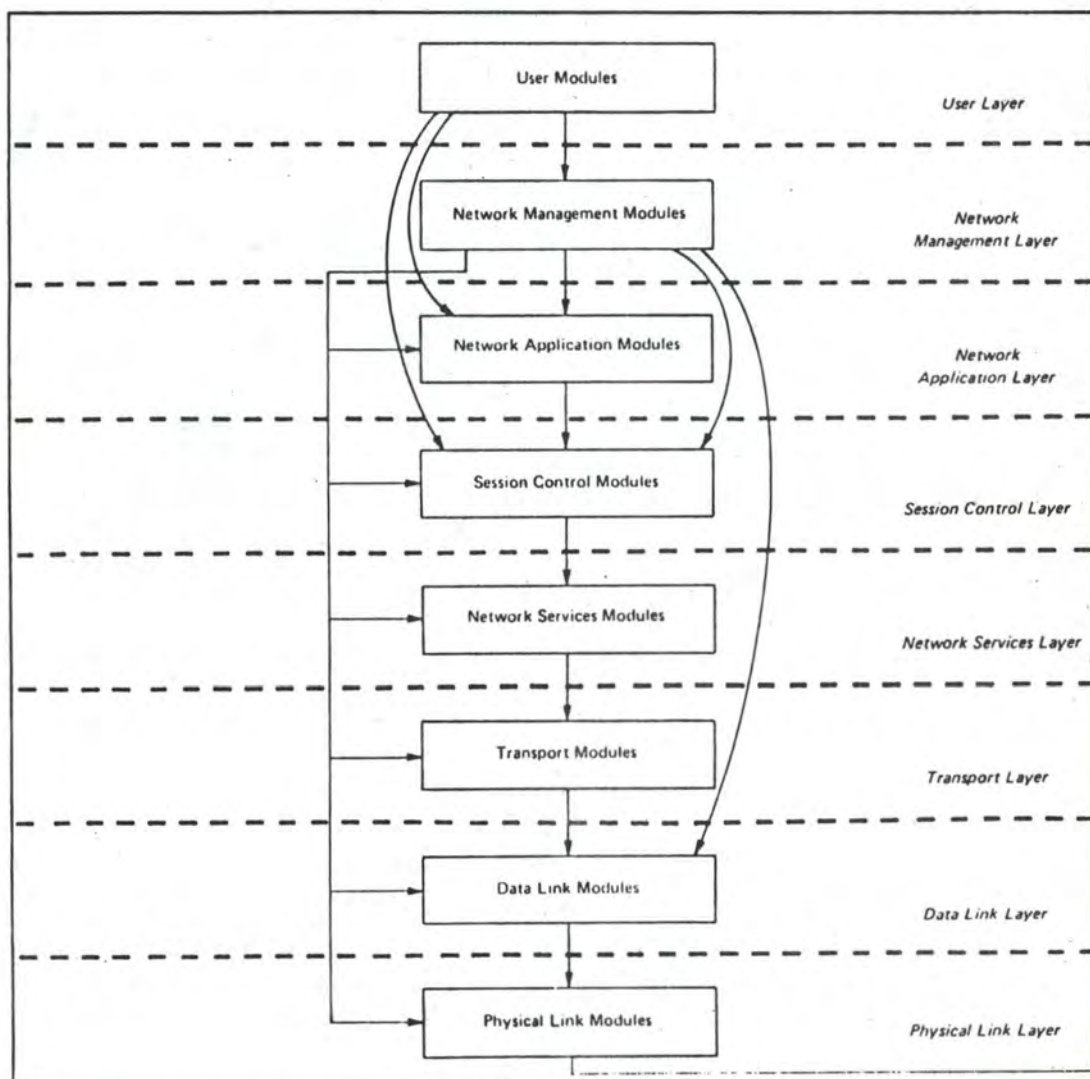 User Modules
User Layer
Network Management Modules
Network
Management Layer
Network Application Modules
Network
Application Layer
Session Control Modules
Session Control Layer
Network Services Modules
Network Services Layer
Transport Modules
Transport Layer
Data Link Modules
Data Link Layer
Physical Link Modules
Physical Link Layer